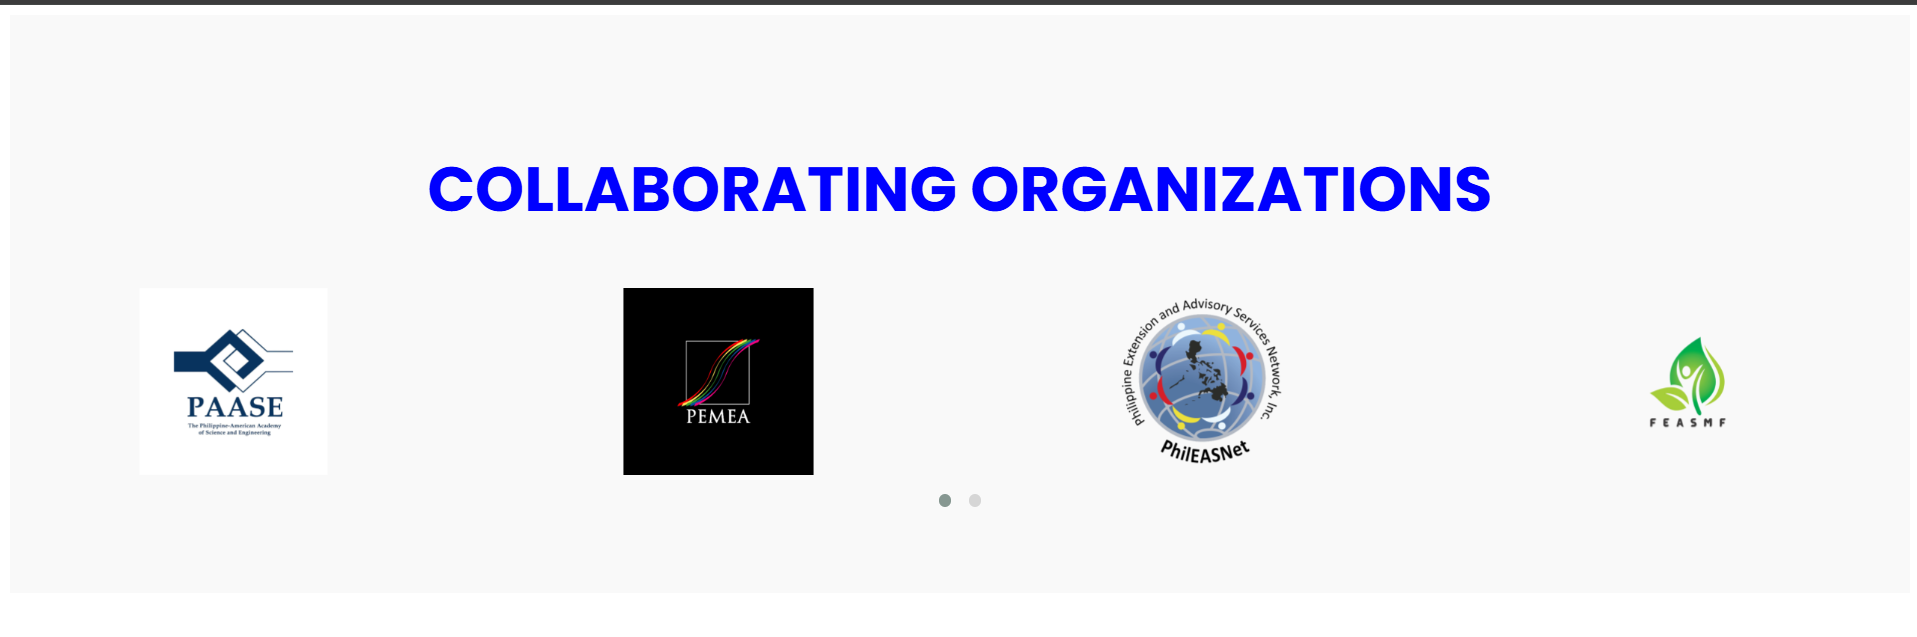 COLLABORATING ORGANIZATIONS
PAASE
The Philippine-American Academy
of Science and Engineering
PEMEA
Philippine Extension and Advisory Services Network, Inc.
PhilEASNet
FEASMF